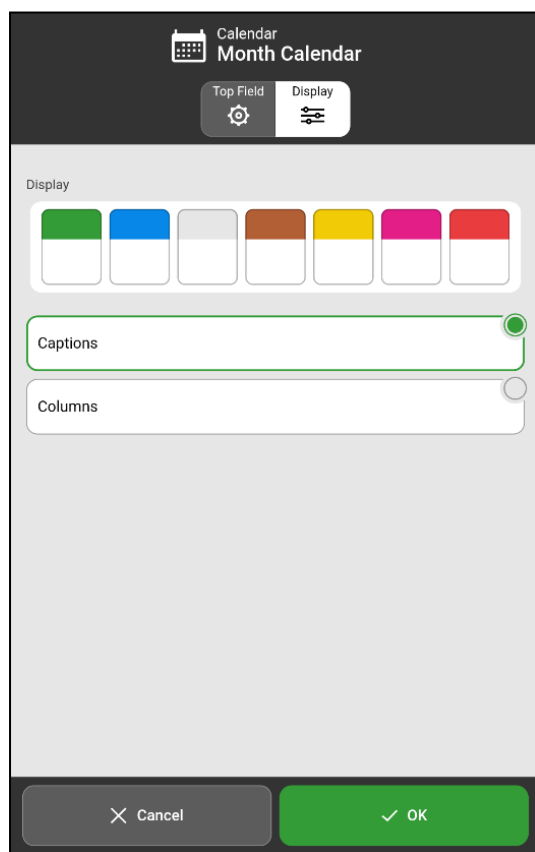 Calendar
Month Calendar
Top Field
Display
Display
Captions
Columns
Cancel
OK